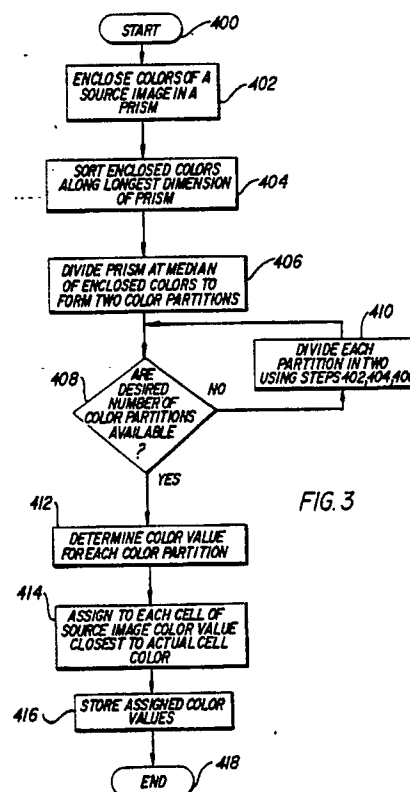 START
400
ENCLOSE COLORS OF A
SOURCE IMAGE IN A
PRISM
402
SORT ENCLOSED COLORS
ALONG LONGEST DIMENSION
OF PRISM
404
DIVIDE PRISM AT MEDIAN
OF ENCLOSED COLORS TO
FORM TWO COLOR PARTITIONS
406
410
DIVIDE EACH
PARTITION IN TWO
USING STEPS 402,404,406
408
ARE
DESIRED
NUMBER OF
COLOR PARTITIONS
AVAILABLE
?
NO
YES
FIG. 3
412
DETERMINE COLOR VALUE
FOR EACH COLOR PARTITION
414
ASSIGN TO EACH CELL OF
SOURCE IMAGE COLOR VALUE
CLOSEST TO ACTUAL CELL
COLOR
416
STORE ASSIGNED COLOR
VALUES
END
418